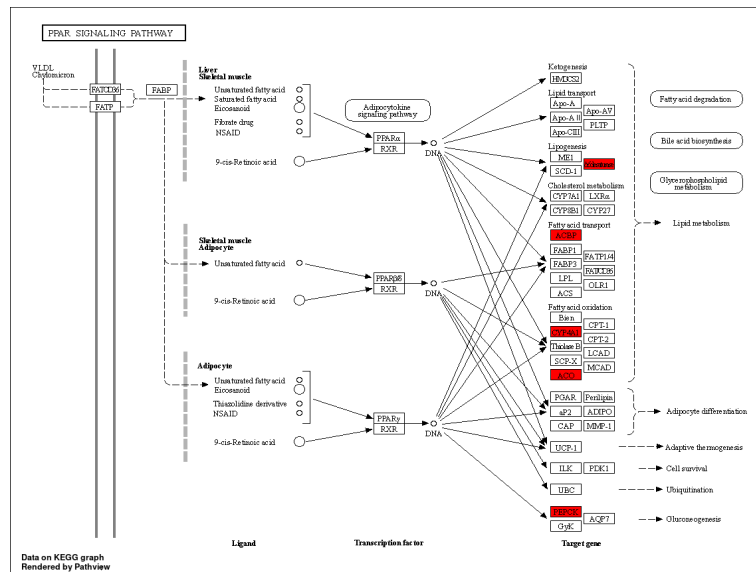 PPAR SIGNALING PATHWAY
VLDL
Chylomicron
FATCD36
FATP
FABP
Liver
Skeletal muscle
Unsaturated fatty acid
Saturated fatty acid
Eicosanoid
Fibrate drug
NSAID
9-cis-Retinoic acid
Adipocytokine
signaling pathway
PPARα
RXR
DNA
Skeletal muscle
Adipocyte
Unsaturated fatty acid
9-cis-Retinoic acid
PPARβ/δ
RXR
DNA
Adipocyte
Unsaturated fatty acid
Eicosanoid
Thiazolidine derivative
NSAID
9-cis-Retinoic acid
PPARγ
RXR
DNA
Ketogenesis
HMDCS2
Lipid transport
Apo-A
Apo-AII
Apo-CIII
Apo-AV
PLTP
Lipogenesis
ME1
SCD-1
Cholesterol metabolism
CYP7A1 LXRα
CYP8B1 CYP27
Fatty acid transport
ACBP
FABP1
FABP3
LPL
ACS
FATP1/4
FATCD36
OLR1
Fatty acid oxidation
Bien
CYP4A1
Thiolase B
SCP-X
ACO
CPT-1
CPT-2
LCAD
MCAD
PGAR Perilipin
aP2 ADIPO
CAP MMP-1
UCP-1
ILK PDK1
UBC
PEPCK
GyK
AQP7
Fatty acid degradation
Bile acid biosynthesis
Glycerophospholipid
metabolism
Lipid metabolism
Adipocyte differentiation
Adaptive thermogenesis
Cell survival
Ubiquitination
Gluconeogenesis
Ligand
Transcription factor
Target gene
Data on KEGG graph
Rendered by Pathview